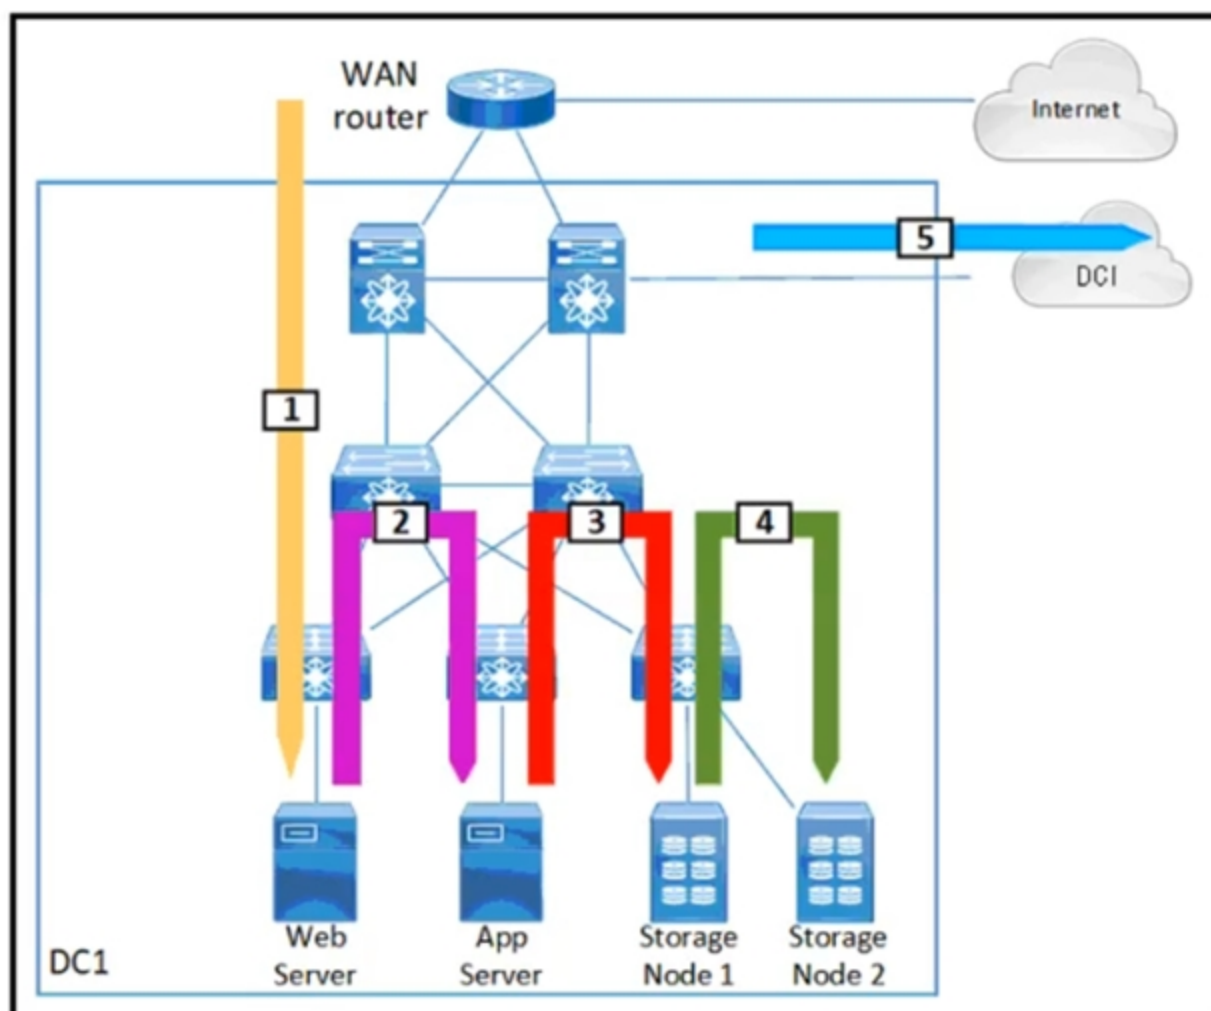 WAN
router
Internet
5
DCI
1
2
3
4
Web
Server
App
Server
Storage
Node 1
Storage
Node 2
DC1